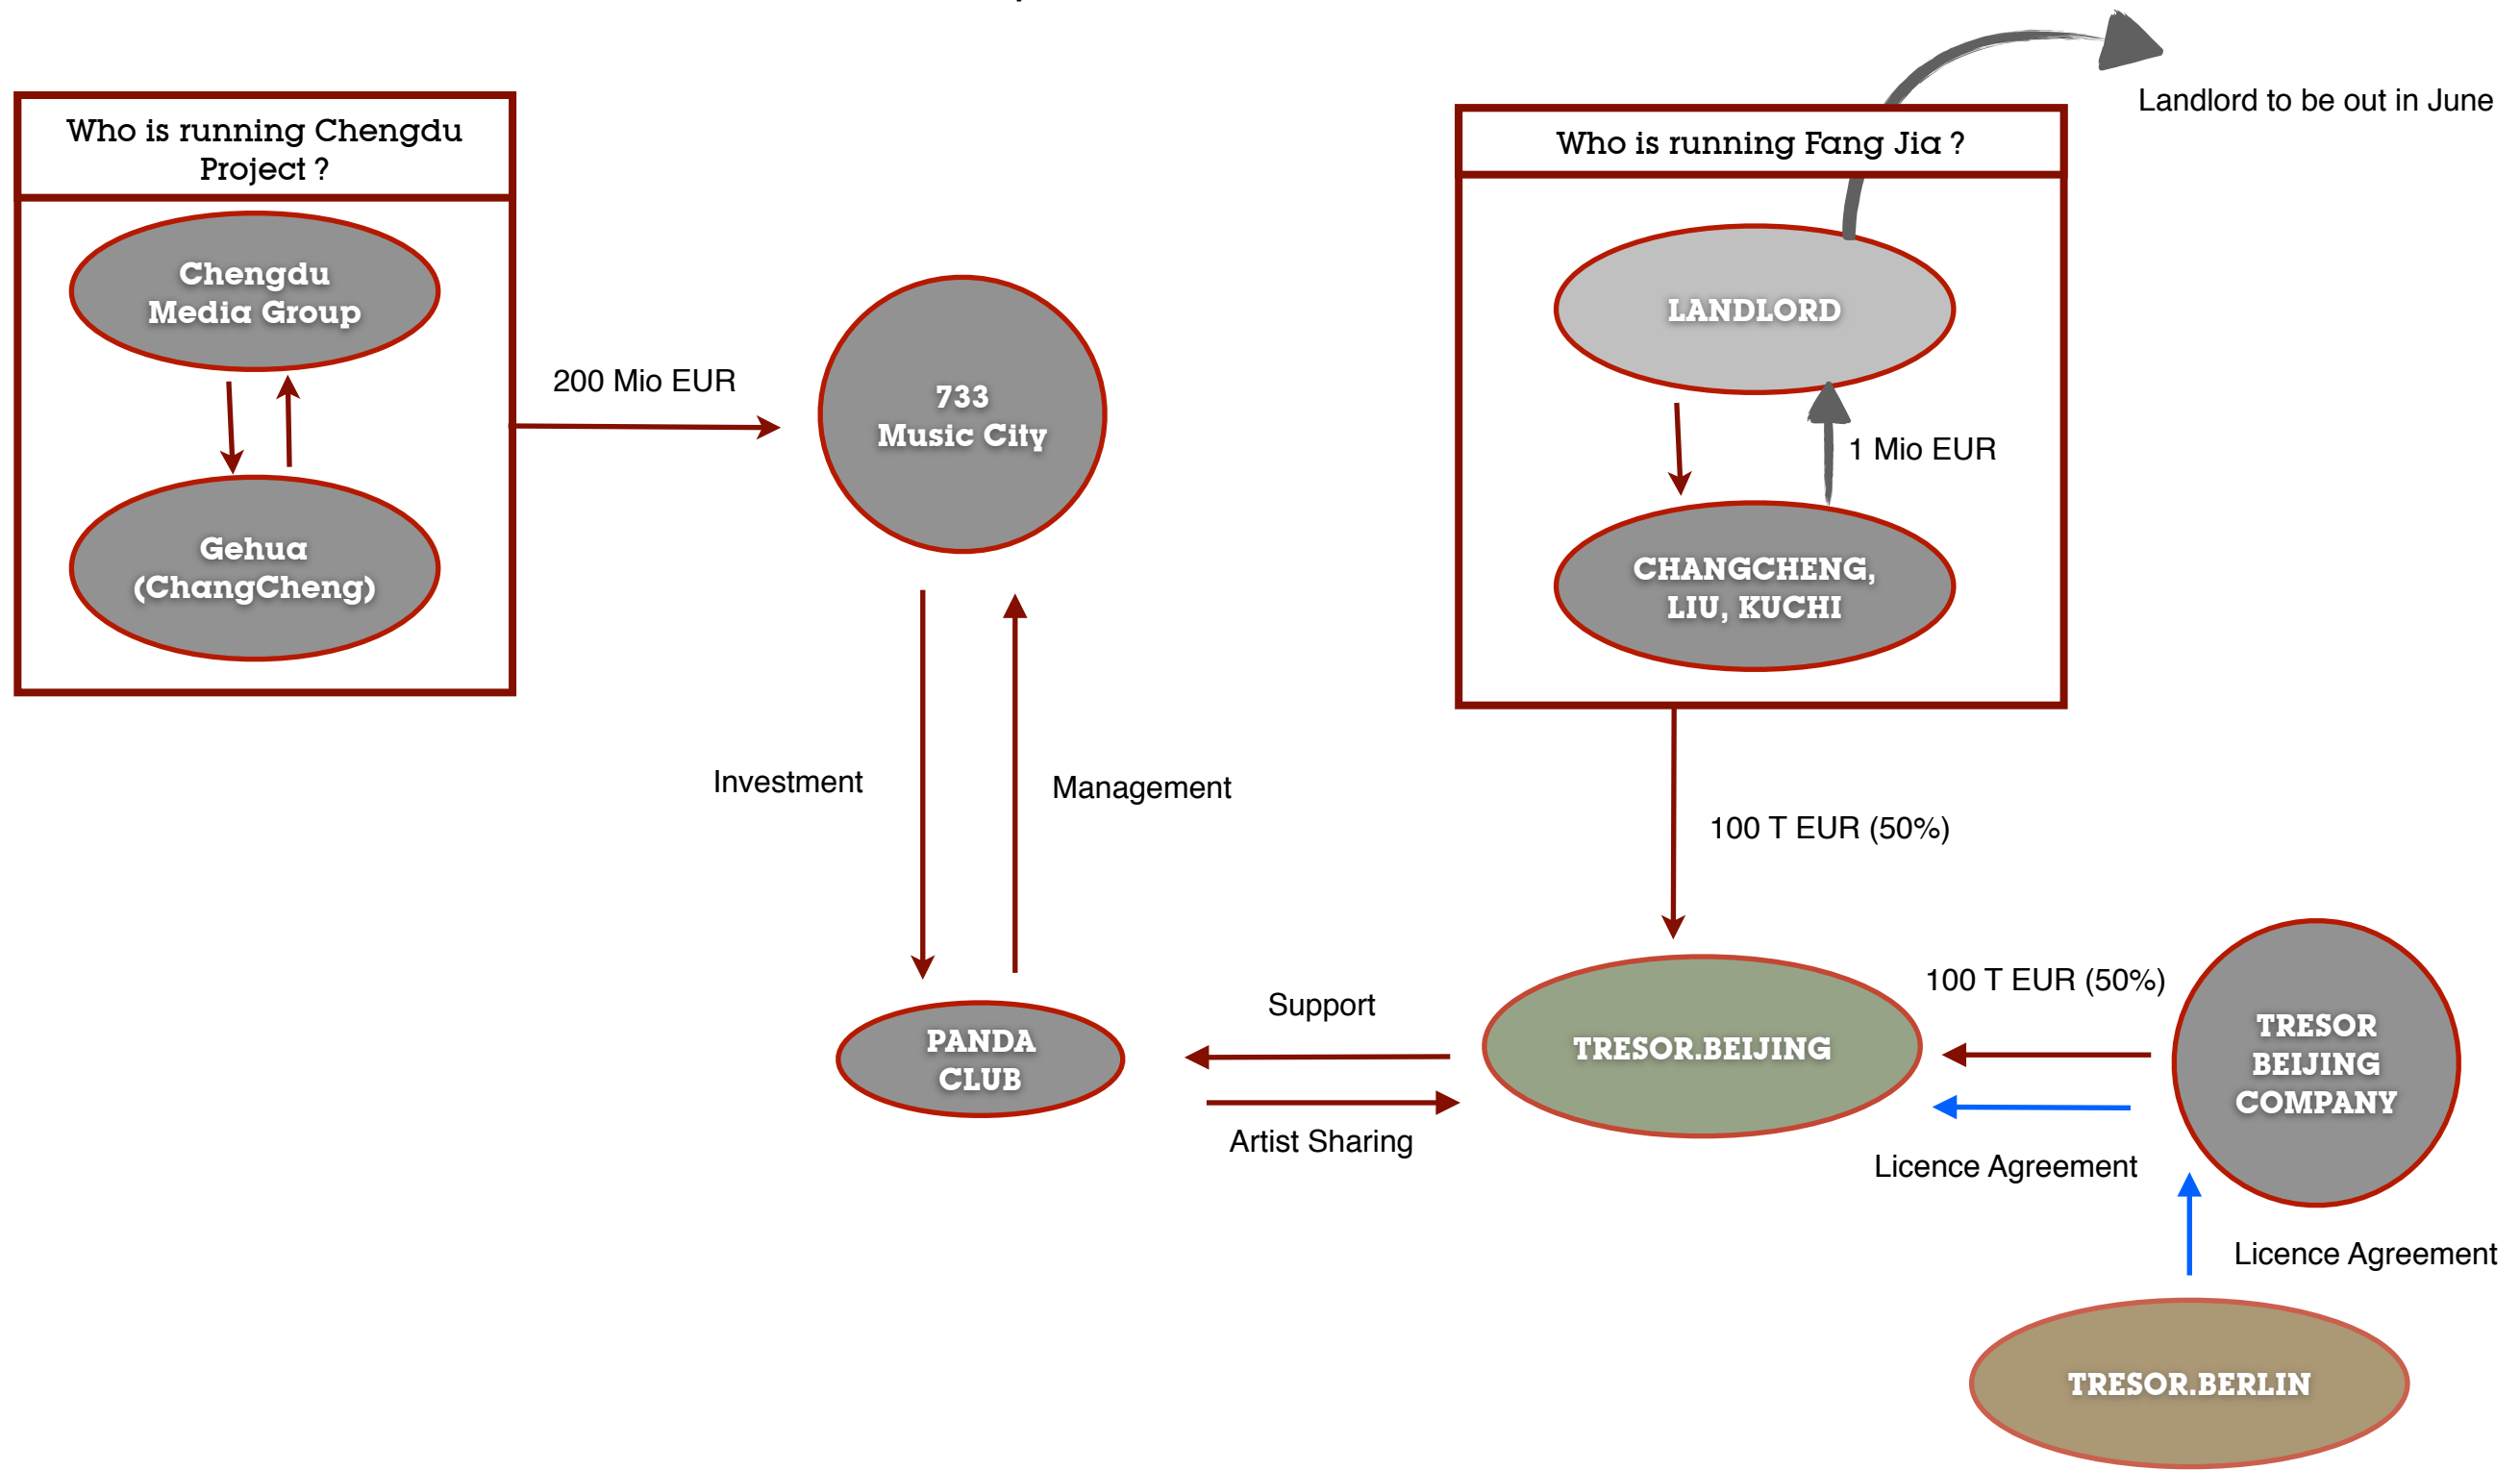 Landlord to be out in June
Who is running Chengdu
Project ?
Who is running Fang Jia ?
Chengdu
Media Group
LANDLORD
200 Mio EUR
733
Music City
1 Mio EUR
Gehua
(ChangCheng)
CHANGCHENG,
LIU, KUCHI
Investment
Management
100 T EUR (50%)
Support
PANDA
CLUB
Artist Sharing
TRESOR.BEIJING
100 T EUR (50%)
Licence Agreement
TRESOR
BEIJING
COMPANY
Licence Agreement
TRESOR.BERLIN